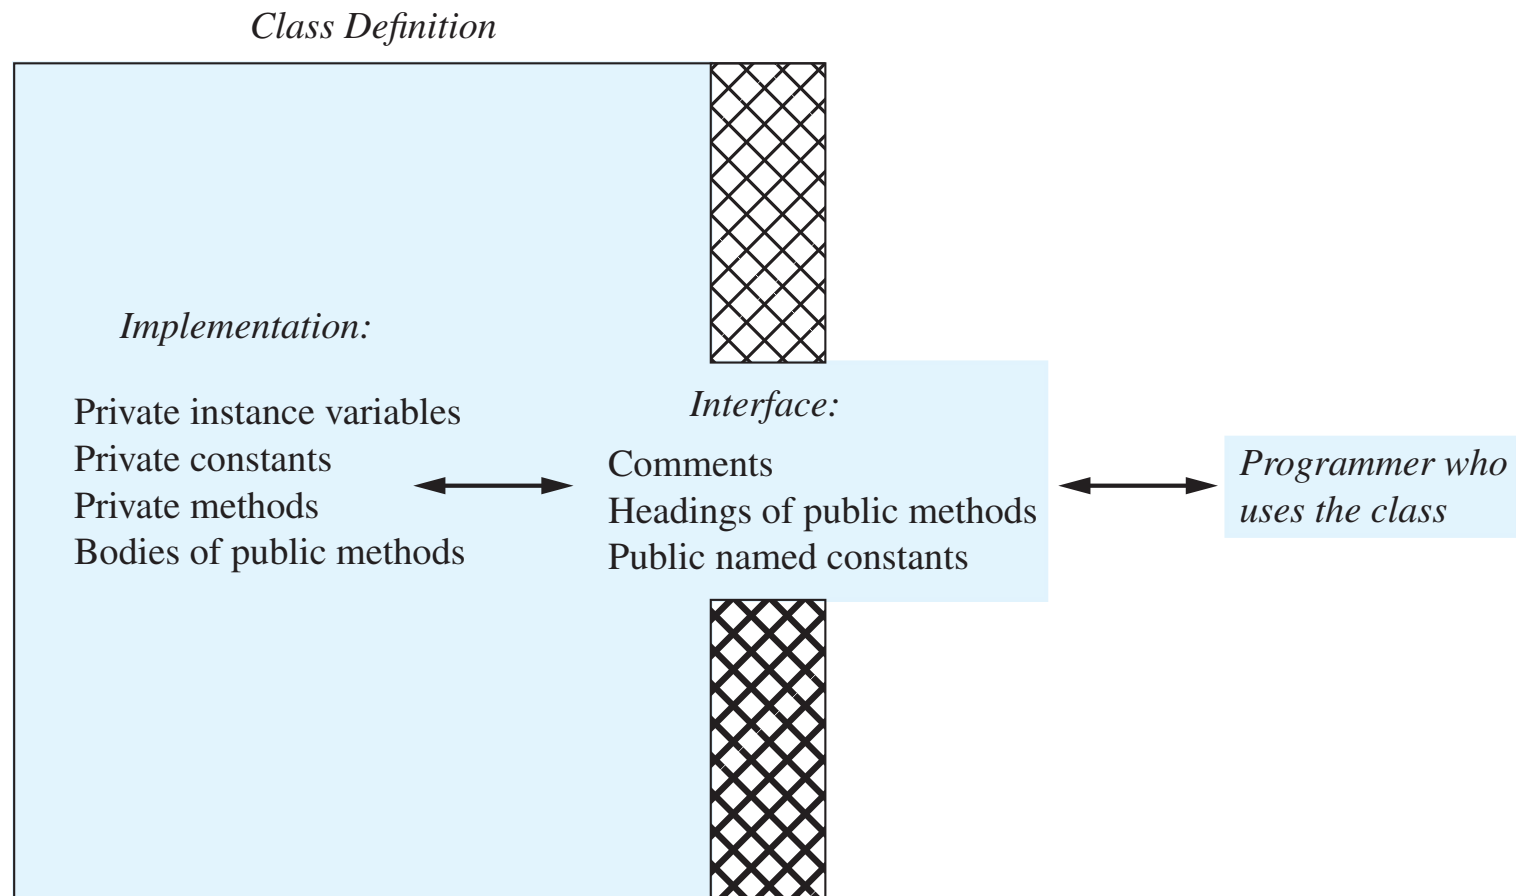 Class Definition
Implementation:
Private instance variables
Private constants
Private methods
Bodies of public methods
Interface:
Comments
Headings of public methods
Public named constants
Programmer who
uses the class